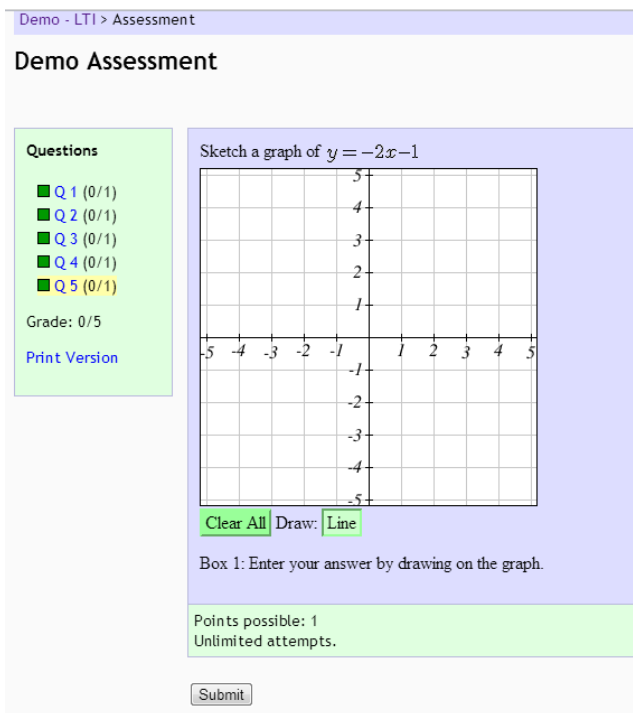 Demo - LTI > Assessment
Demo Assessment
Questions
Q 1 (0/1)
Q 2 (0/1)
Q 3 (0/1)
Q 4 (0/1)
Q 5 (0/1)
Grade: 0/5
Print Version
Sketch a graph of y = −2x−1
5
4
3
2
1
-5 -4 -3 -2 -1 1 2 3 4 5
-1
-2
-3
-4
-5
Clear All Draw: Line
Box 1: Enter your answer by drawing on the graph.
Points possible: 1
Unlimited attempts.
Submit